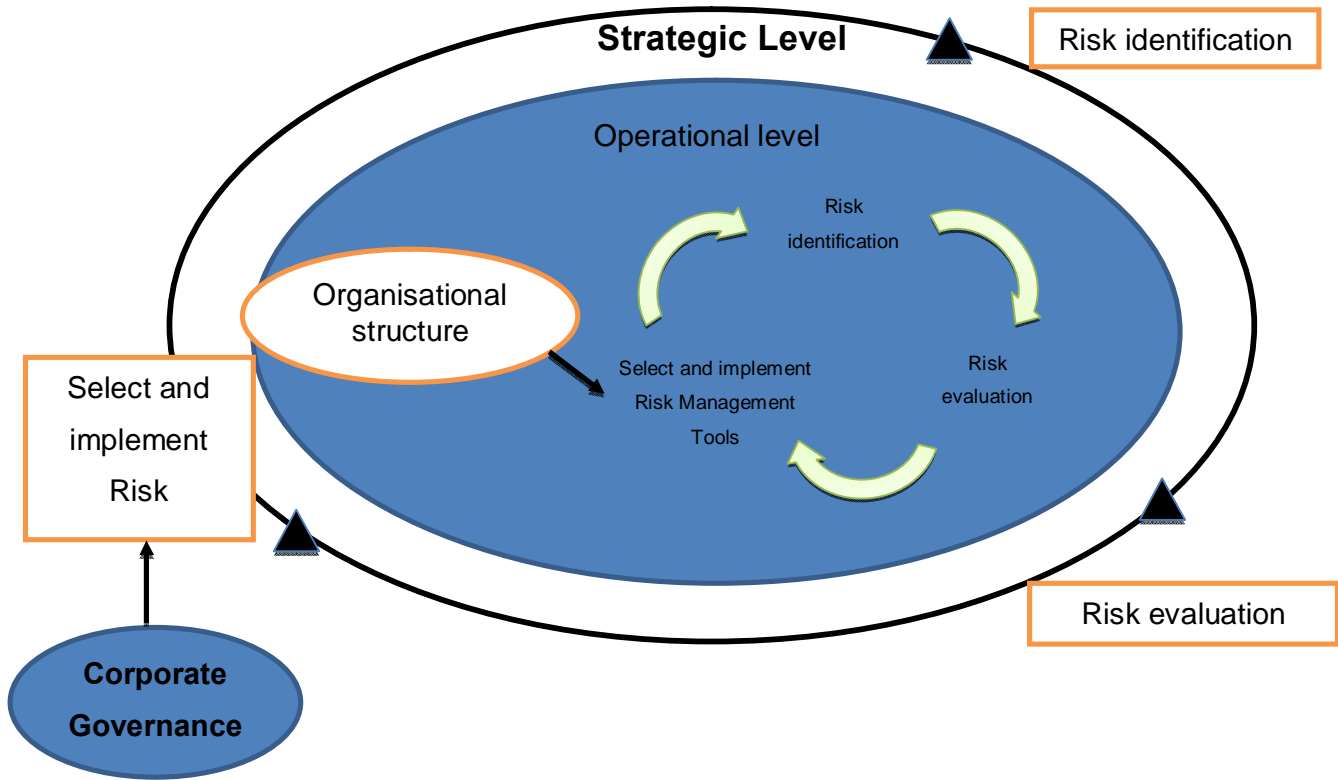 Strategic Level
Risk identification
Operational level
Risk
identification
Organisational
structure
Select and implement
Risk Management
Tools
Risk
evaluation
Select and
implement
Risk
Risk evaluation
Corporate
Governance